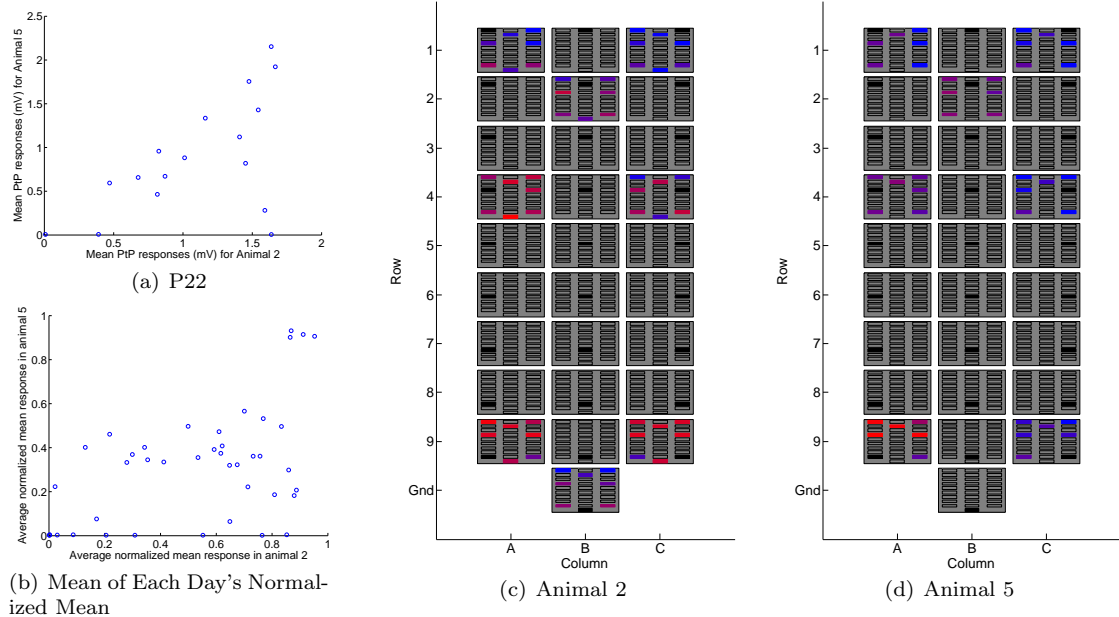 2.5
2
1.5
1
0.5
0
0.5
1
1.5
2
Mean PtP responses (mV) for Animal 5
Mean PtP responses (mV) for Animal 2
(a) P22
1
0.8
0.6
0.4
0.2
0
0
0.2
0.4
0.6
0.8
1
Average normalized mean response in animal 5
Average normalized mean response in animal 2
(b) Mean of Each Day's Normal-
ized Mean
1
2
3
4
5
6
7
8
9
Gnd
Row
A
B
C
Column
(c) Animal 2
1
2
3
4
5
6
7
8
9
Gnd
Row
A
B
C
Column
(d) Animal 5